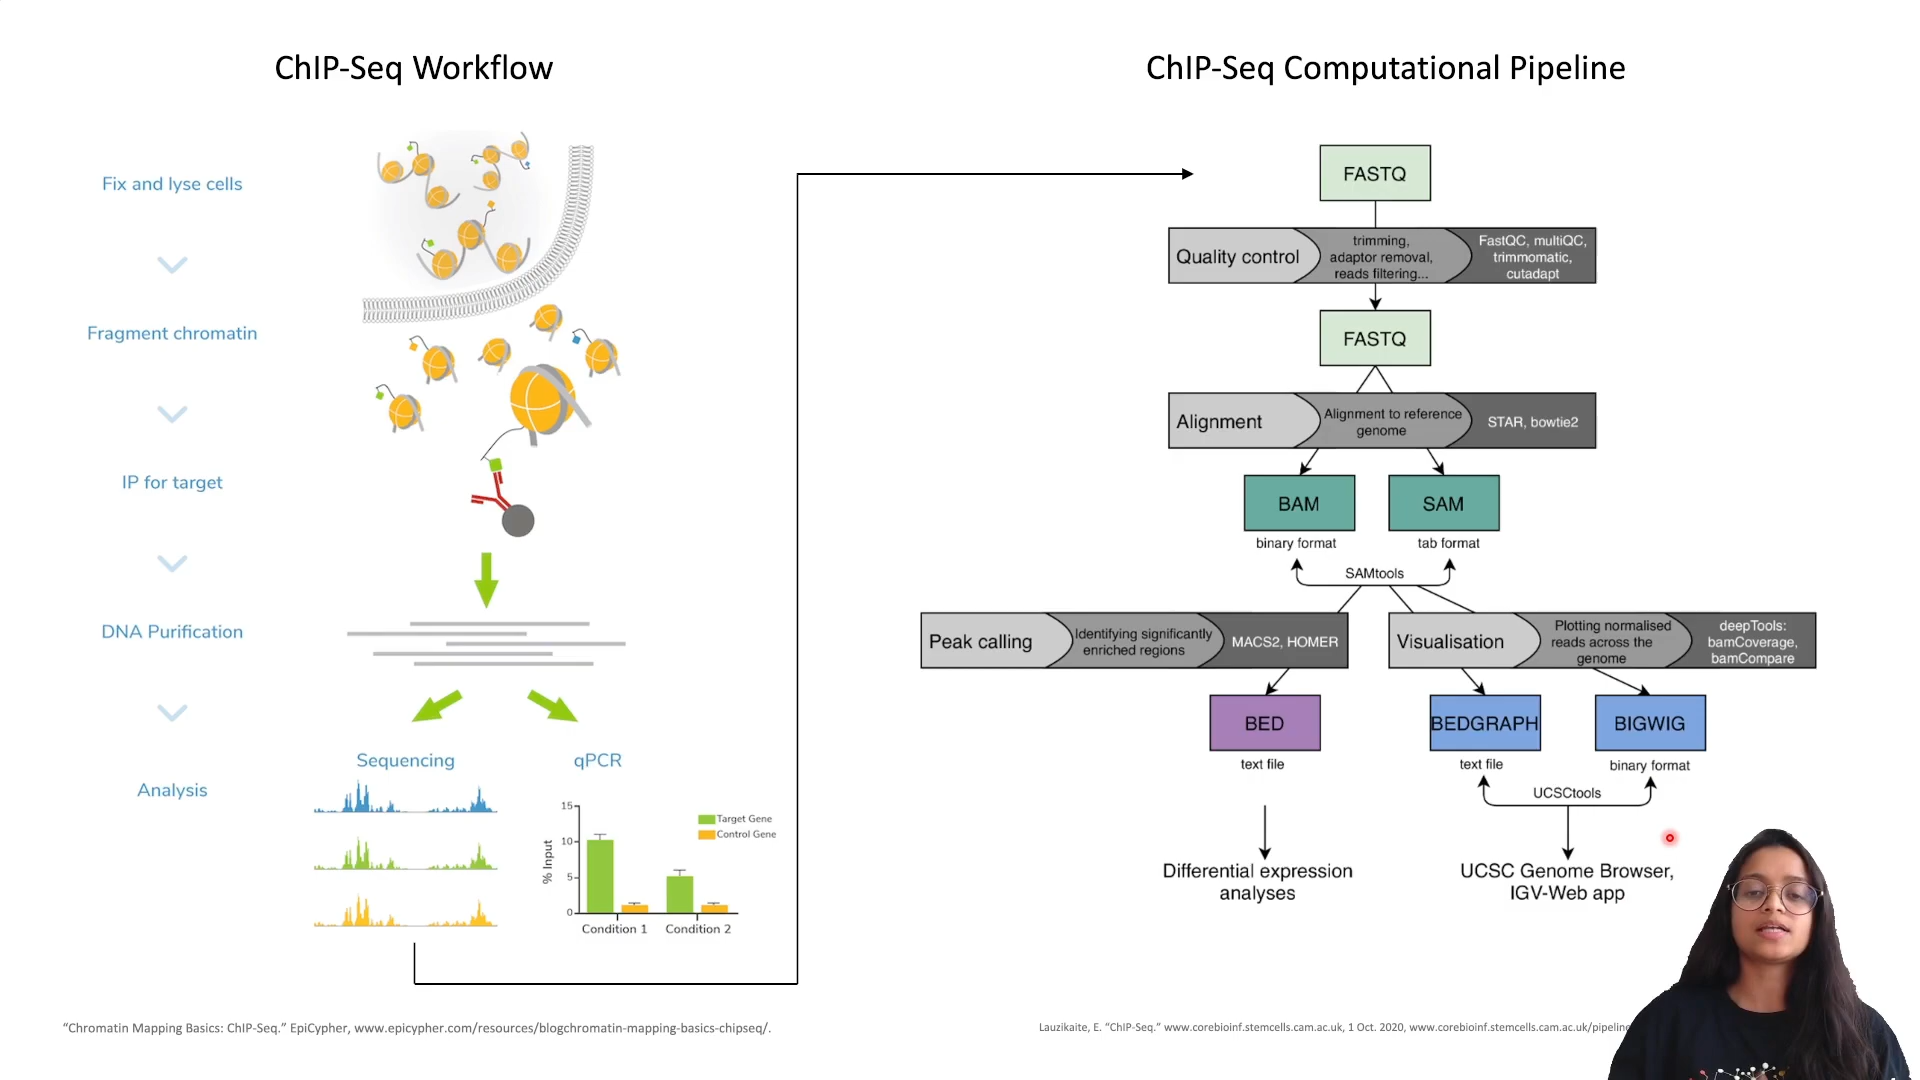 ChIP-Seq Workflow
Fix and lyse cells
Fragment chromatin
IP for target
DNA Purification
Analysis
Sequencing
qPCR
% Input
15
10
5
0
Target Gene
Control Gene
Condition 1
Condition 2
“Chromatin Mapping Basics: ChIP-Seq.” EpiCypher, www.epicypher.com/resources/blogchromatin-mapping-basics-chipseq/.
ChIP-Seq Computational Pipeline
FASTQ
Quality control
trimming,
adaptor removal,
reads filtering...
FastQC, multiQC,
trimmomatic,
cutadapt
FASTQ
Alignment
Alignment to reference
genome
STAR, bowtie2
BAM
SAM
binary format
tab format
SAMtools
Peak calling
Identifying significantly
enriched regions
MACS2, HOMER
Visualisation
Plotting normalised
reads across the
genome
deepTools:
bamCoverage,
bamCompare
BED
BEDGRAPH
BIGWIG
text file
text file
binary format
UCSCtools
Differential expression
analyses
UCSC Genome Browser,
IGV-Web app
Lauzikaite, E. “ChIP-Seq.” www.corebioinf.stemcells.cam.ac.uk, 1 Oct. 2020, www.corebioinf.stemcells.cam.ac.uk/pipeline